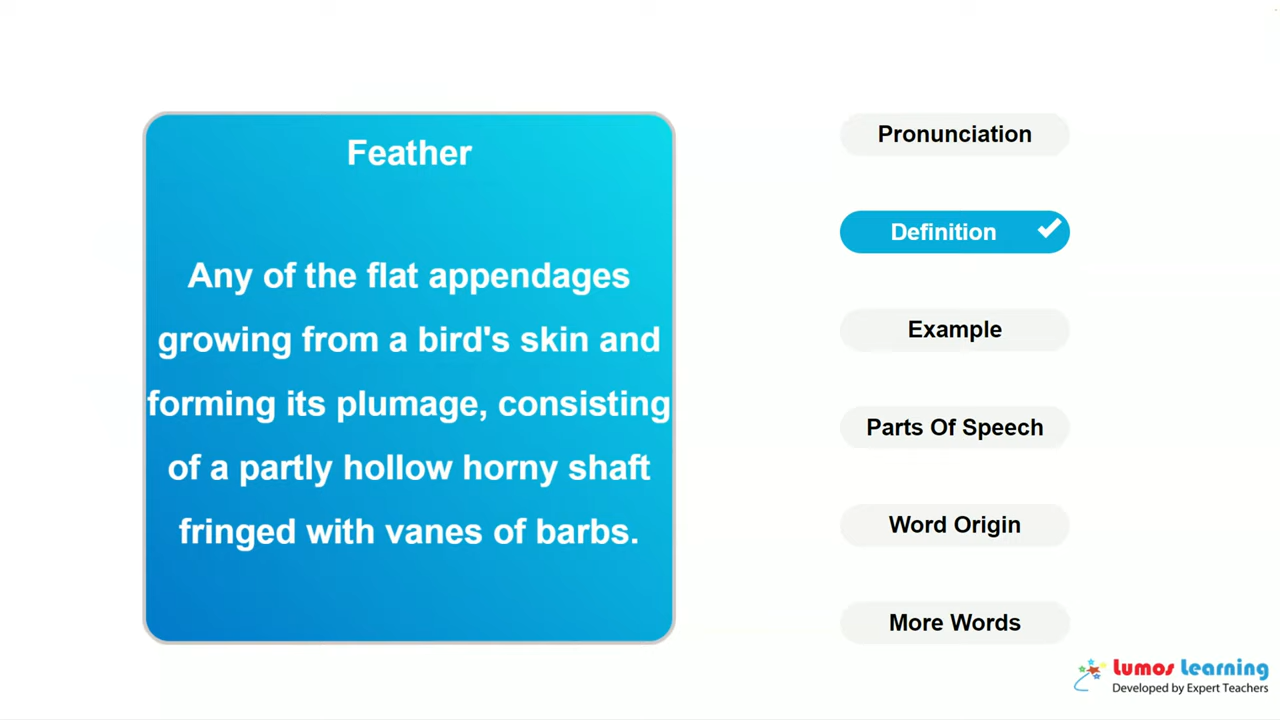 Feather
Any of the flat appendages
growing from a bird's skin and
forming its plumage, consisting
of a partly hollow horny shaft
fringed with vanes of barbs.
Pronunciation
Definition
Example
Parts Of Speech
Word Origin
More Words
Lumos Learning
Developed by Expert Teachers